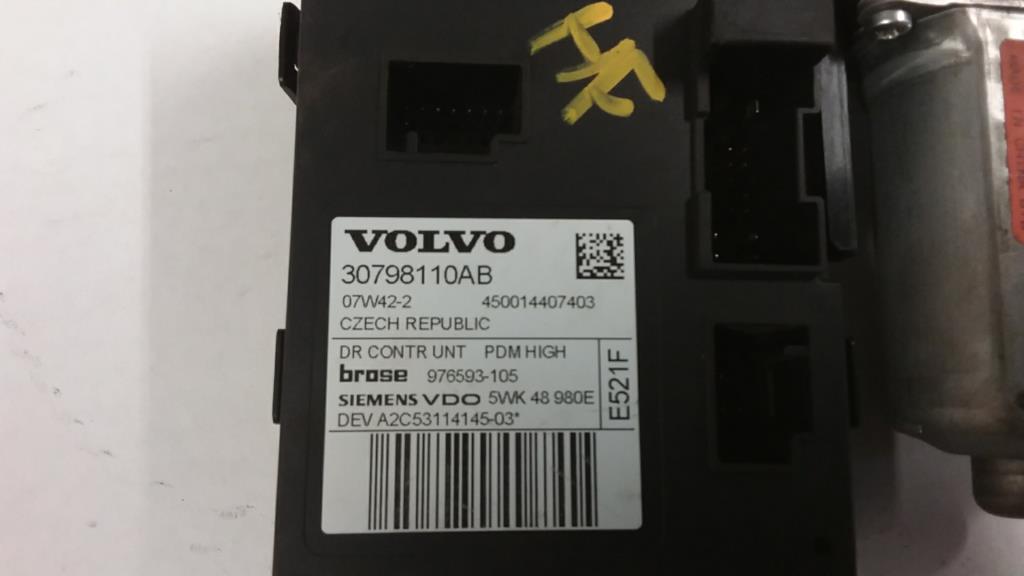 VOLVO
30798110AB
07W42-2 450014407403
CZECH REPUBLIC
DR CONTR UNT PDM HIGH
brose 976593-105
SIEMENS VDO 5WK 48 980E
DEV A2C53114145-03*
E521F